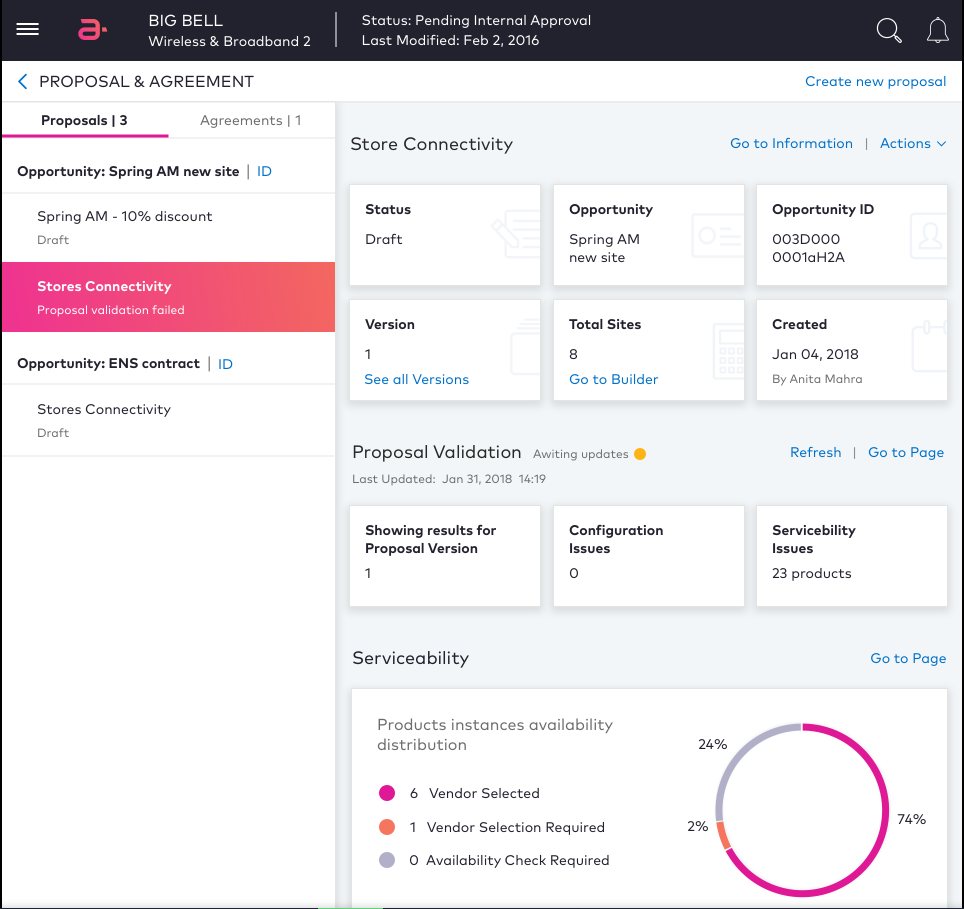 BIG BELL
Wireless & Broadband 2
Status: Pending Internal Approval
Last Modified: Feb 2, 2016
PROPOSAL & AGREEMENT
Create new proposal
Proposals | 3
Agreements | 1
Opportunity: Spring AM new site | ID
Spring AM - 10% discount
Draft
Stores Connectivity
Proposal validation failed
Opportunity: ENS contract | ID
Stores Connectivity
Draft
Store Connectivity
Go to Information | Actions
Status
Draft
Opportunity
Spring AM
new site
Opportunity ID
003D000
0001aH2A
Version
1
See all Versions
Total Sites
8
Go to Builder
Created
Jan 04, 2018
By Anita Mahra
Proposal Validation Awiting updates
Refresh | Go to Page
Last Updated: Jan 31, 2018 14:19
Showing results for
Proposal Version
1
Configuration
Issues
0
Servicebility
Issues
23 products
Serviceability
Go to Page
Products instances availability
distribution
6 Vendor Selected
1 Vendor Selection Required
0 Availability Check Required
24%
2%
74%